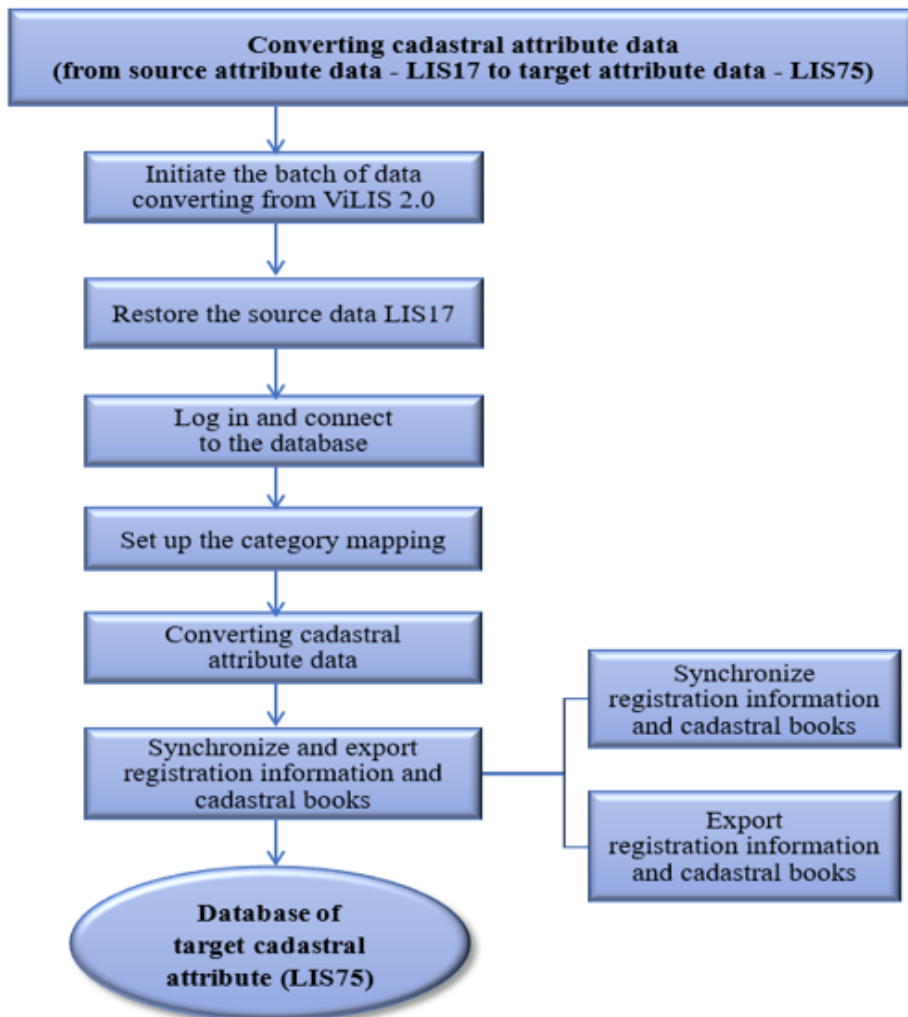 Converting cadastral attribute data
(from source attribute data - LIS17 to target attribute data - LIS75)
Initiate the batch of data
converting from ViLIS 2.0
Restore the source data LIS17
Log in and connect
to the database
Set up the category mapping
Converting cadastral
attribute data
Synchronize and export
registration information and
cadastral books
Synchronize
registration information
and cadastral books
Export
registration information
and cadastral books
Database of
target cadastral
attribute (LIS75)